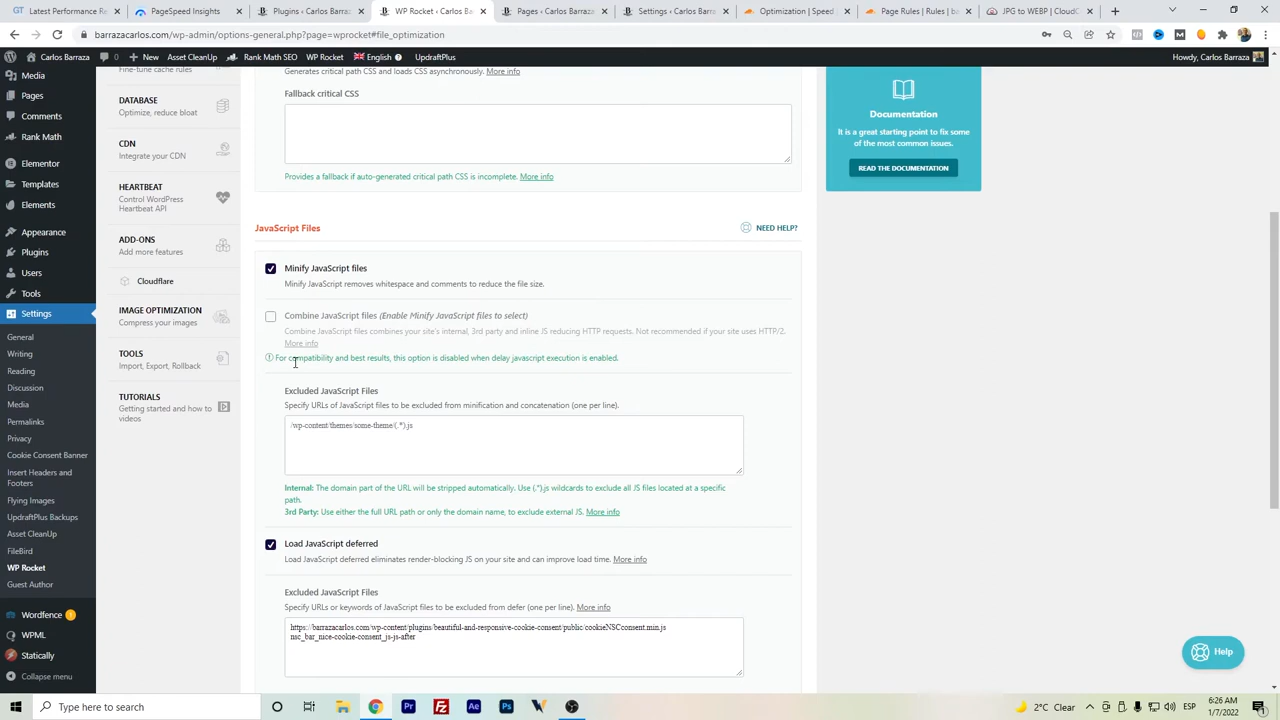 Latest Performance Rep
PageSpeed Insights
WP Rocket ‹ Carlos Barraz
Pages ‹ Carlos Barraza —
Settings ‹ Carlos Barraza
Optimization | Speed | ba
Page Rules | Rules | barra
JPG to WEBP | CloudConv
barrazacarlos.com/wp-admin/options-general.php?page=wprocket#file_optimization
Carlos Barraza
0
New
Asset CleanUp
Rank Math SEO
WP Rocket
English
UpdraftPlus
Howdy, Carlos Barraza
Media
Pages
Comments
Rank Math
Elementor
Templates
Elements
Appearance
Plugins
Users
Tools
Settings
General
Writing
Reading
Discussion
Media
Permalinks
Privacy
Cookie Consent Banner
Insert Headers and
Footers
Flying Images
UpdraftPlus Backups
Asset CleanUp
FileBird
WP Rocket
Guest Author
Wordfence 1
WPML
Statically
Collapse menu
Fine-tune cache rules
DATABASE
Optimize, reduce bloat
CDN
Integrate your CDN
HEARTBEAT
Control WordPress
Heartbeat API
ADD-ONS
Add more features
Cloudflare
IMAGE OPTIMIZATION
Compress your images
TOOLS
Import, Export, Rollback
TUTORIALS
Getting started and how to
videos
Generates critical path CSS and loads CSS asynchronously. More info
Fallback critical CSS
Provides a fallback if auto-generated critical path CSS is incomplete. More info
JavaScript Files
NEED HELP?
Minify JavaScript files
Minify JavaScript removes whitespace and comments to reduce the file size.
Combine JavaScript files (Enable Minify JavaScript files to select)
Combine JavaScript files combines your site's internal, 3rd party and inline JS reducing HTTP requests. Not recommended if your site uses HTTP/2.
More info
For compatibility and best results, this option is disabled when delay javascript execution is enabled.
Excluded JavaScript Files
Specify URLs of JavaScript files to be excluded from minification and concatenation (one per line).
/wp-content/themes/some-theme/(.*).js
Internal: The domain part of the URL will be stripped automatically. Use (.*).js wildcards to exclude all JS files located at a specific
path.
3rd Party: Use either the full URL path or only the domain name, to exclude external JS. More info
Load JavaScript deferred
Load JavaScript deferred eliminates render-blocking JS on your site and can improve load time. More info
Excluded JavaScript Files
Specify URLs or keywords of JavaScript files to be excluded from defer (one per line). More info
https://barrazacarlos.com/wp-content/plugins/beautiful-and-responsive-cookie-consent/public/cookieNSCconsent.min.js
nsc_bar_nice-cookie-consent_js-js-after
Documentation
It is a great starting point to fix some
of the most common issues.
READ THE DOCUMENTATION
Help
Type here to search
Pr
Fz
Ae
Ps
2°C Clear
ESP
6:26 AM
1/7/2022